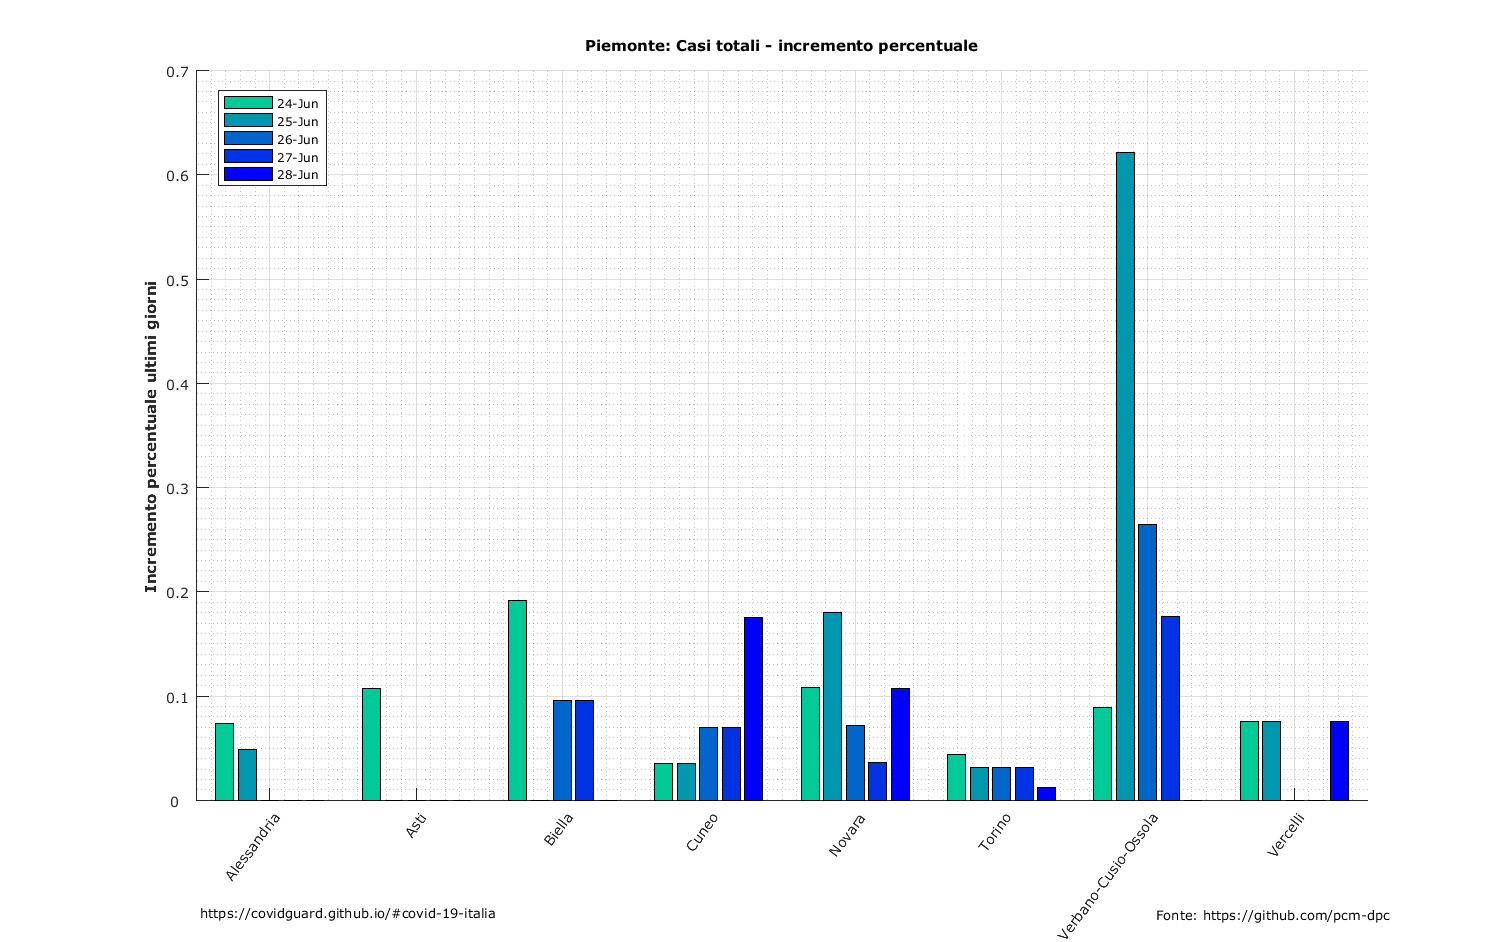 Piemonte: Casi totali - incremento percentuale
Incremento percentuale ultimi giorni
0.7
0.6
0.5
0.4
0.3
0.2
0.1
0
24-Jun
25-Jun
26-Jun
27-Jun
28-Jun
Alessandria
Asti
Biella
Cuneo
Novara
Torino
Verbano-Cusio-Ossola
Vercelli
https://covidguard.github.io/#covid-19-italia
Fonte: https://github.com/pcm-dpc